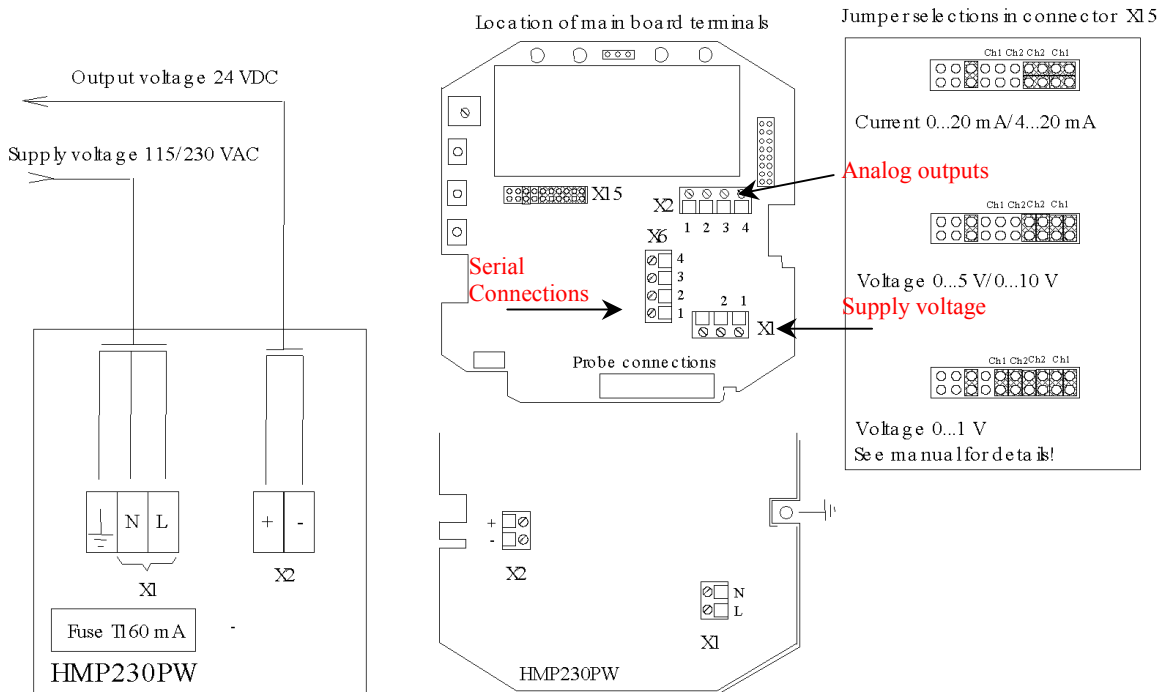 Location of main board terminals
Jumper selections in connector X15
Output voltage 24 VDC
Supply voltage 115/230 VAC
Ch1 Ch2 Ch2 Ch1
Current 0...20 mA/4...20 mA
Analog outputs
X15
X2
1 2 3 4
Ch1 Ch2 Ch2 Ch1
Voltage 0...5 V/0...10 V
X6
4
3
2
1
Serial
Connections
2 1
X1
Supply voltage
Probe connections
Ch1 Ch2 Ch2 Ch1
Voltage 0...1 V
See manual for details!
N L
+ -
X1
X2
Fuse T160 mA
-
HMP230PW
+
-
X2
N
L
X1
HMP230PW